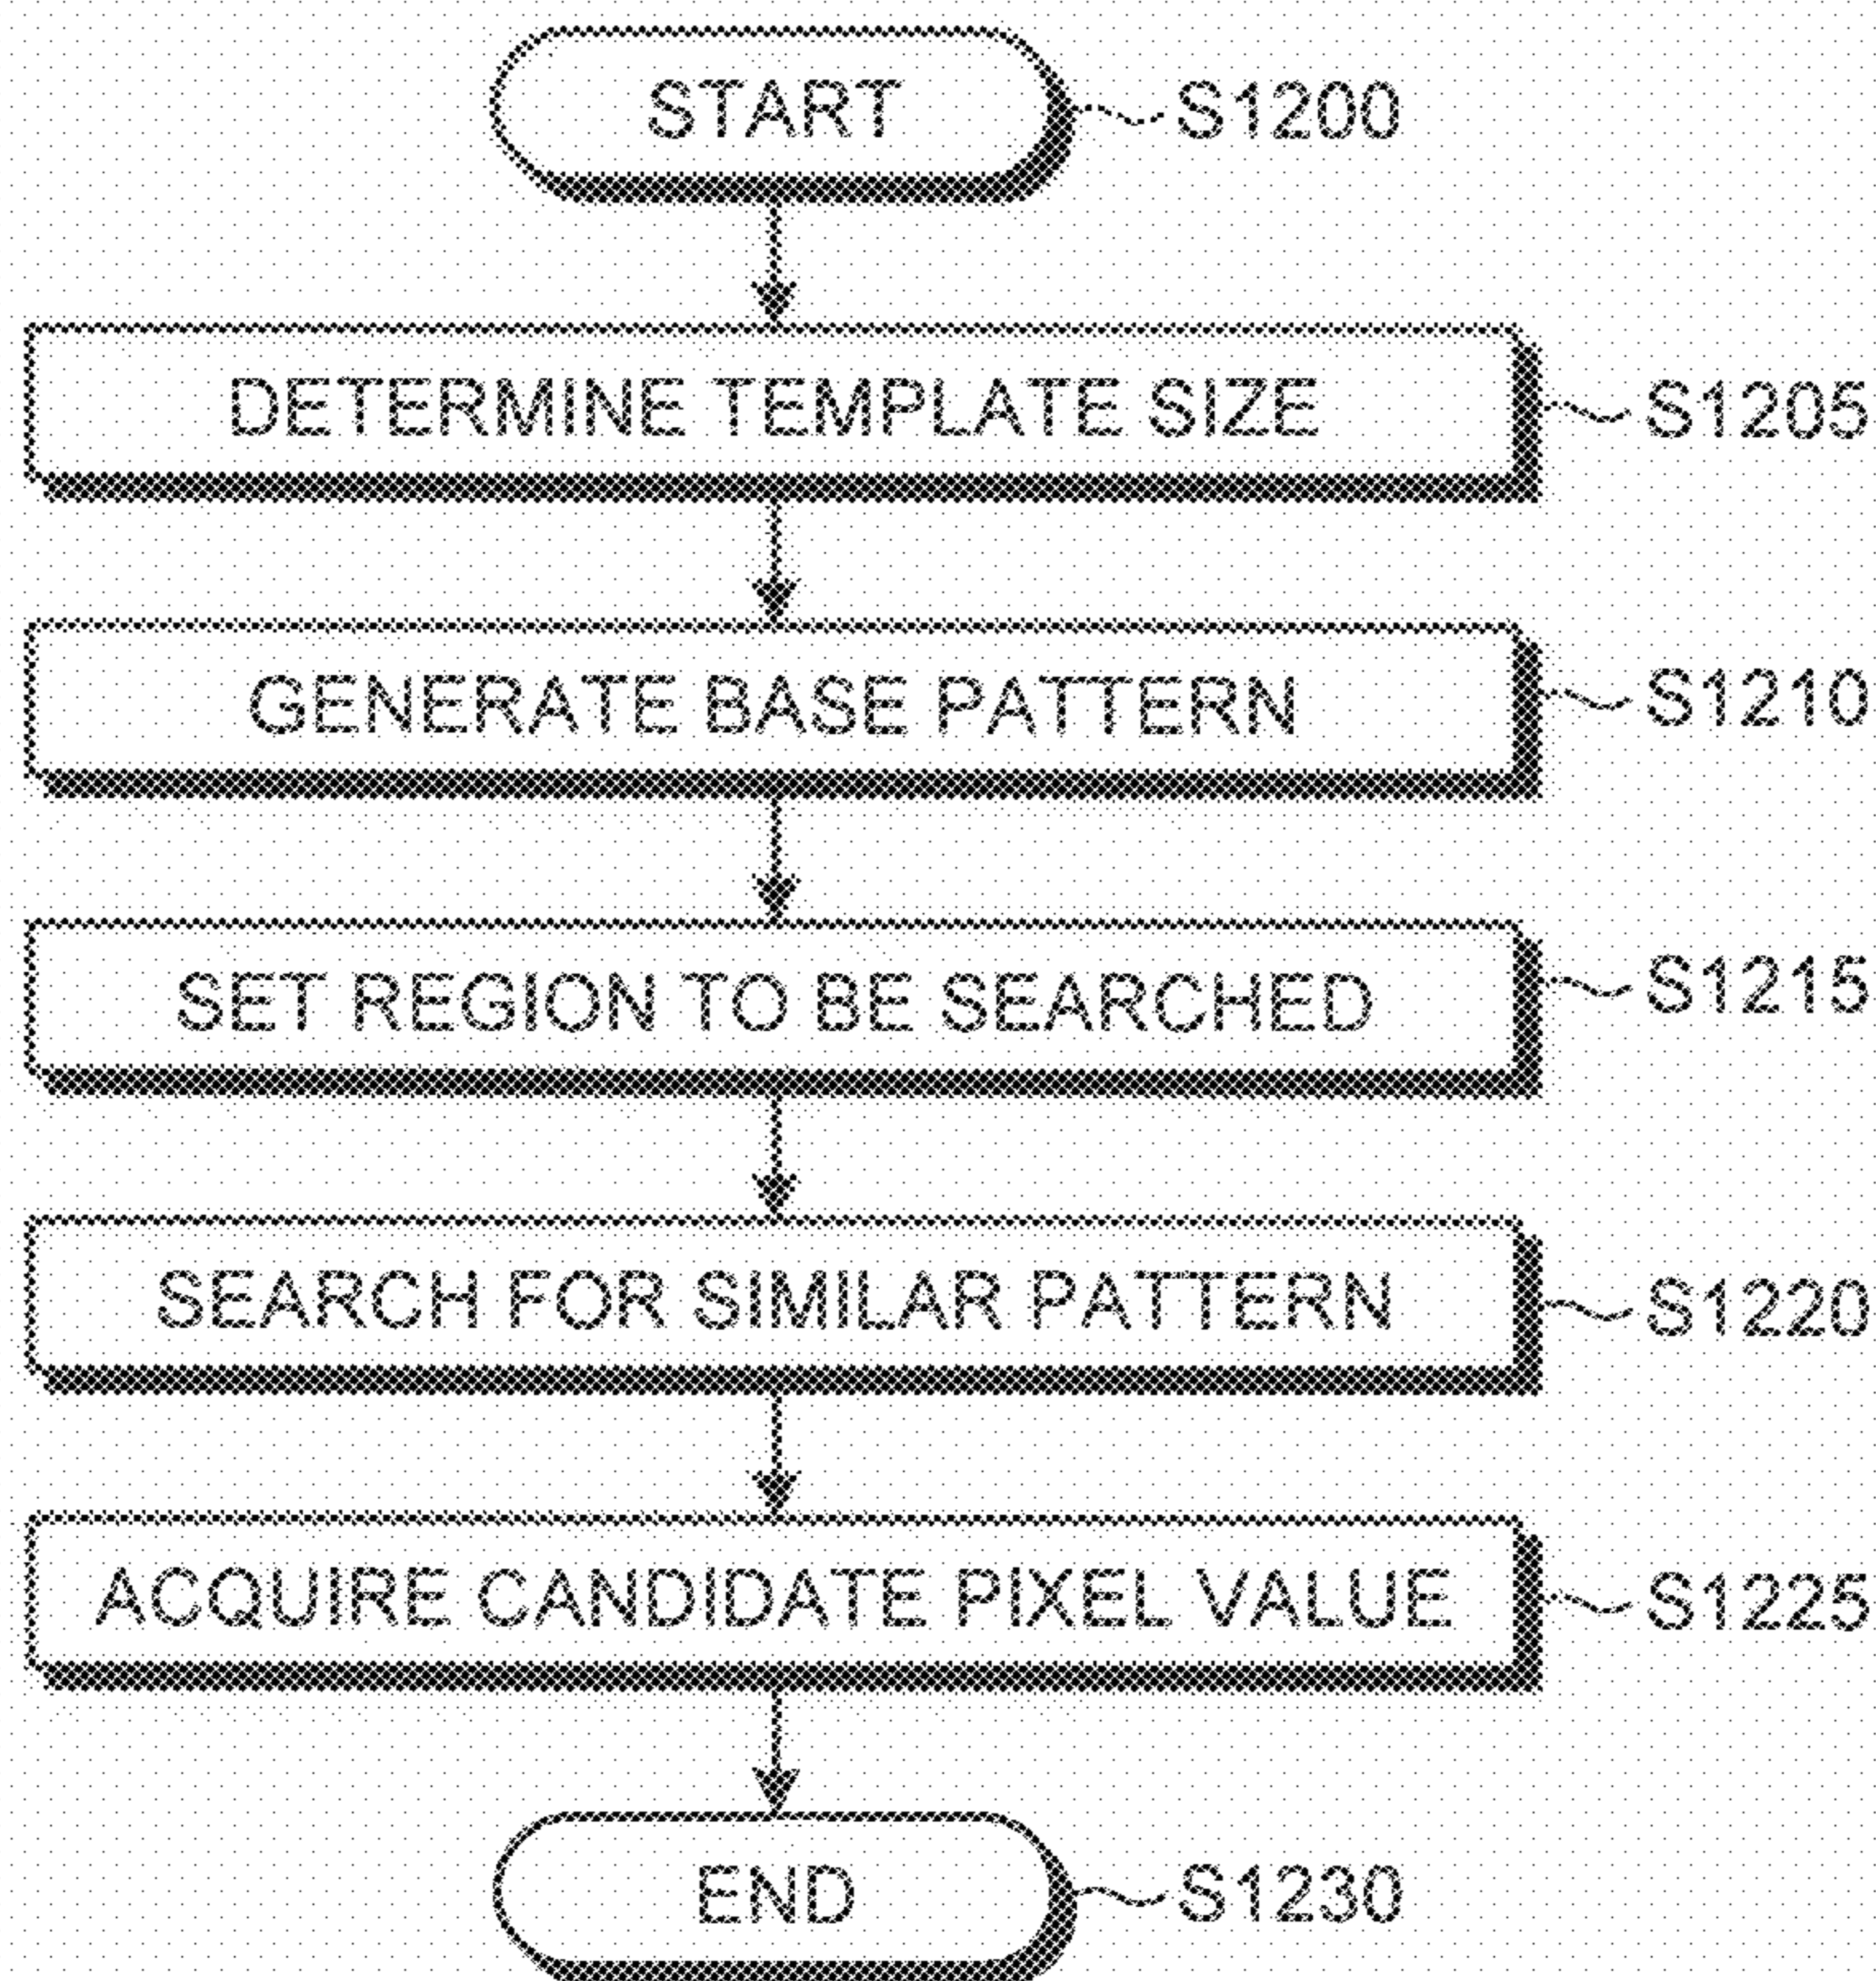 START S1200
DETERMINE TEMPLATE SIZE S1205
GENERATE BASE PATTERN S1210
SET REGION TO BE SEARCHED S1215
SEARCH FOR SIMILAR PATTERN S1220
ACQUIRE CANDIDATE PIXEL VALUE S1225
END S1230